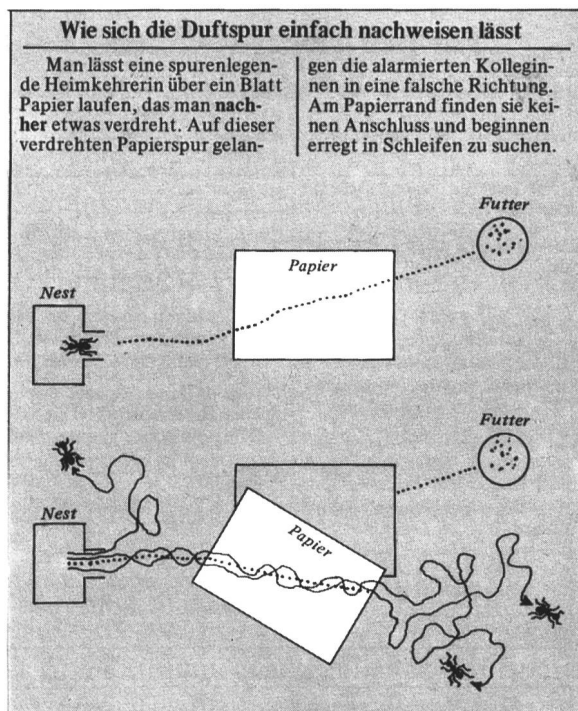 Wie sich die Duftspur einfach nachweisen lässt
Man lässt eine spurenlegen-
de Heimkehrerin über ein Blatt
Papier laufen, das man nach-
her etwas verdreht. Auf dieser
verdrehten Papierspur gelan-
gen die alarmierten Kollegin-
nen in eine falsche Richtung.
Am Papierrand finden sie kei-
nen Anschluss und beginnen
erregt in Schleifen zu suchen.
Futter
Papier
Nest
Futter
Nest
Papier